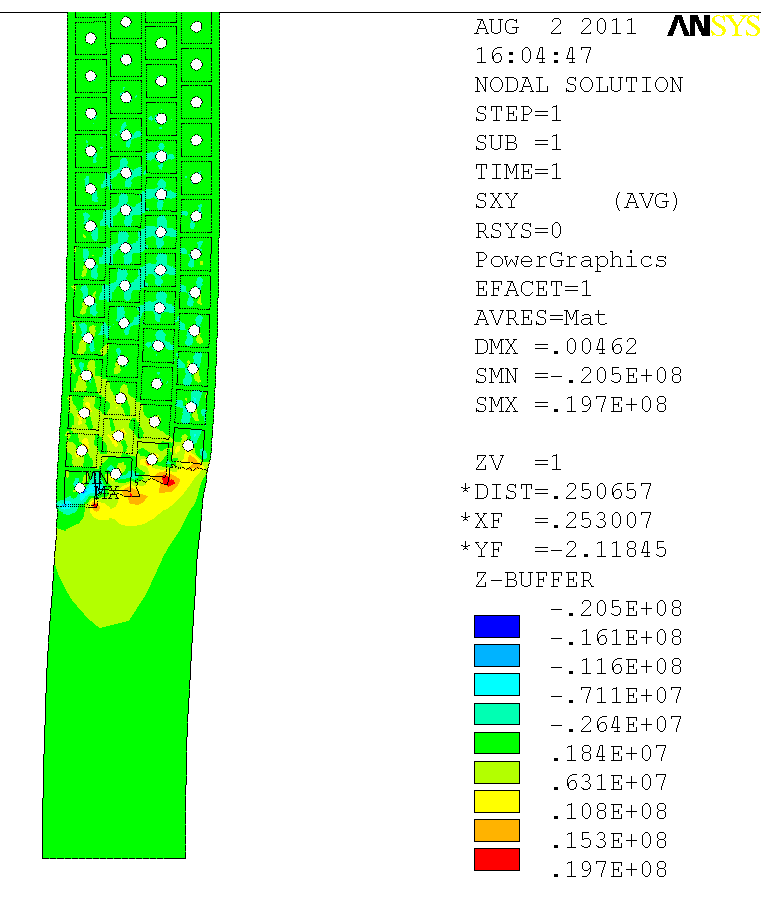 AUG 2 2011 ANSYS
16:04:47
NODAL SOLUTION
STEP=1
SUB =1
TIME=1
SXY (AVG)
RSYS=0
PowerGraphics
EFACET=1
AVRES=Mat
DMX =.00462
SMN =-.205E+08
SMX =.197E+08
ZV =1
*DIST=.250657
*XF =.253007
*YF =-2.11845
Z-BUFFER
-.205E+08
-.161E+08
-.116E+08
-.711E+07
-.264E+07
.184E+07
.631E+07
.108E+08
.153E+08
.197E+08
MN
MX